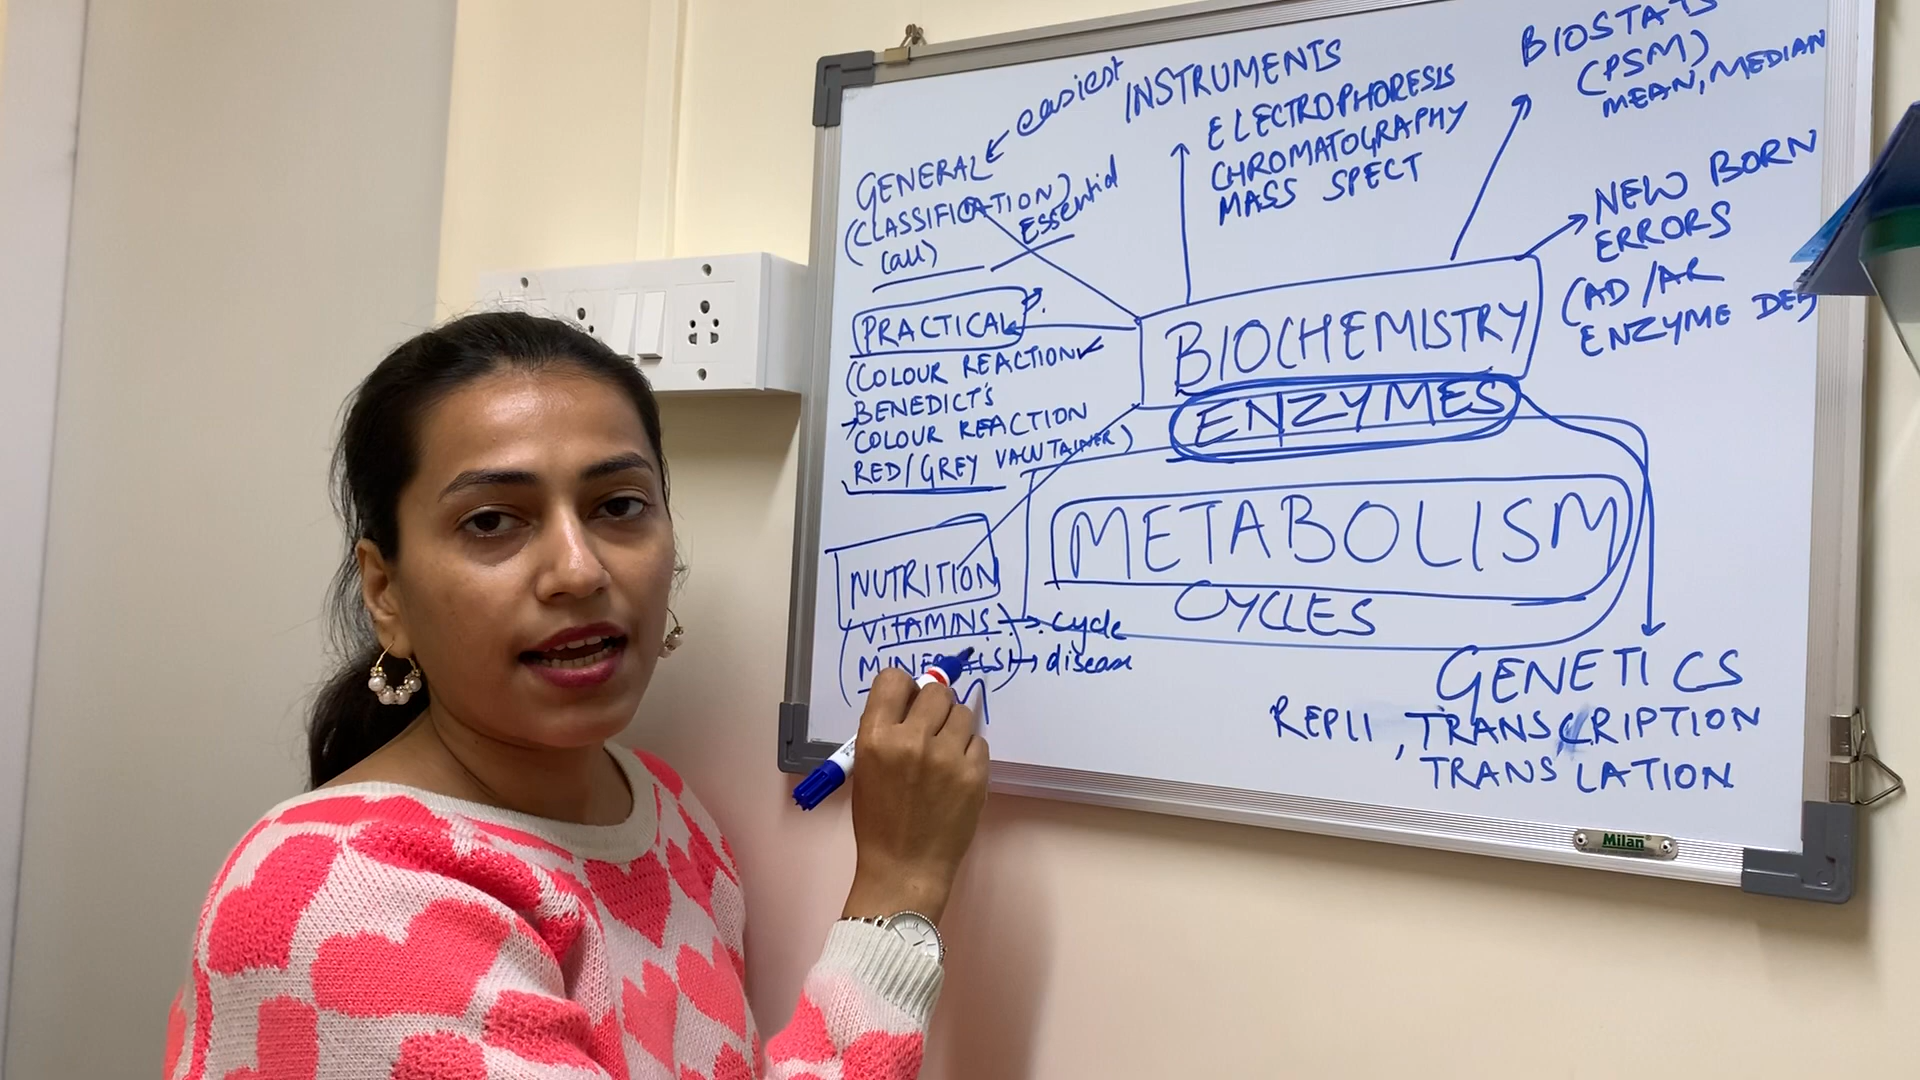 easiest
GENERAL
(CLASSIFICATION)
(all)
Essential
INSTRUMENTS
ELECTROPHORESIS
CHROMATOGRAPHY
MASS SPECT
BIOSTATS
(PSM)
MEAN, MEDIAN
NEW BORN
ERRORS
(AD/AR
ENZYME DEF
PRACTICAL
(COLOUR REACTION
BENEDICT'S
COLOUR REACTION
RED/GREY VACUTAINER)
BIOCHEMISTRY
ENZYMES
METABOLISM
CYCLES
NUTRITION
(VITAMINS → cycle
MINERALS) → disease
GENETICS
REPLI, TRANSCRIPTION
TRANSLATION
Milan